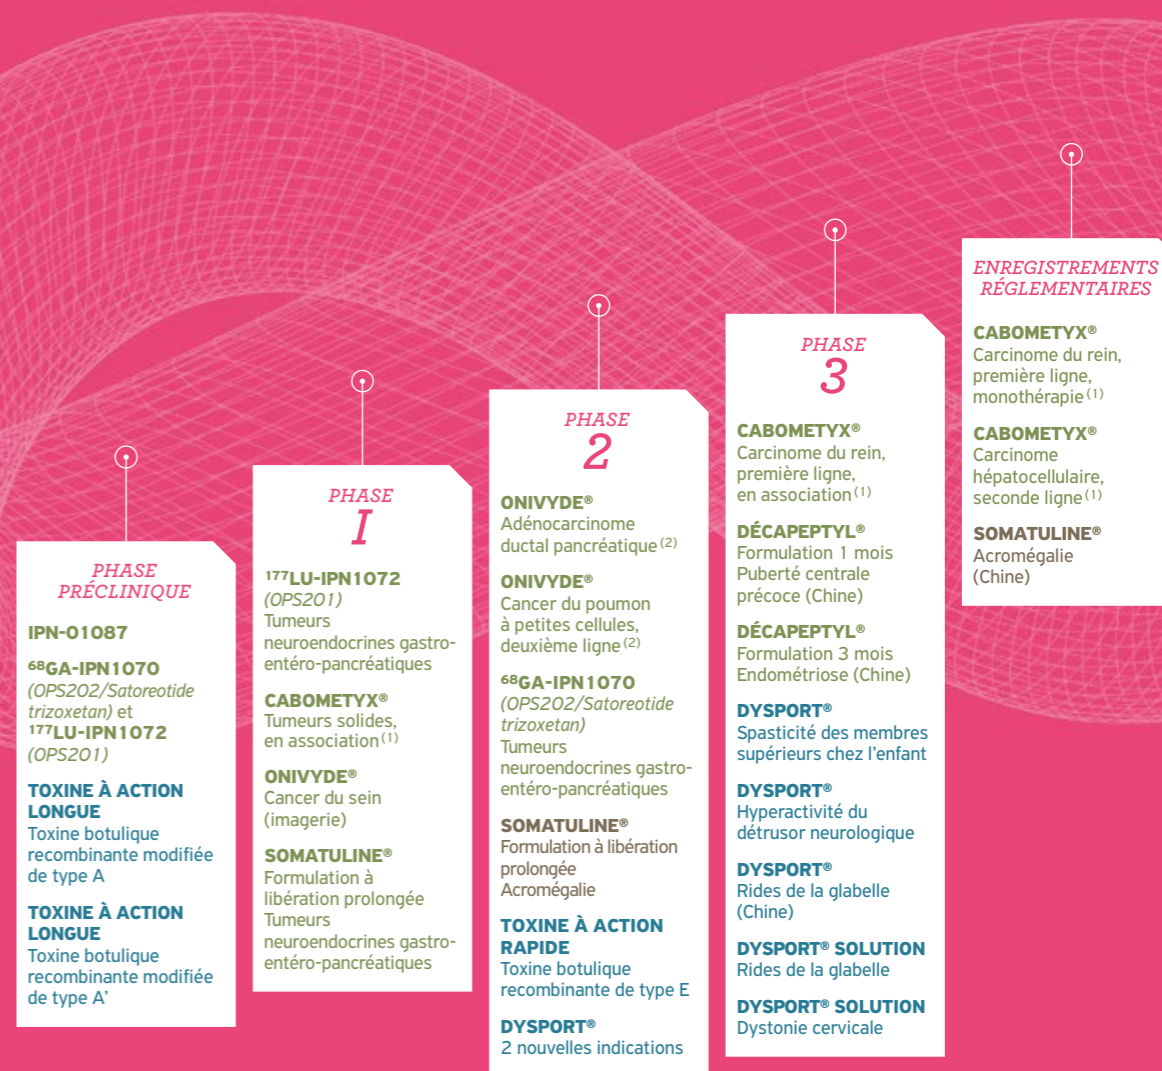 PHASE
PRÉCLINIQUE
IPN-01087
⁶⁸GA-IPN1070
(OPS202/Satoreotide
trizoxetan) et
¹⁷⁷LU-IPN1072
(OPS201)
TOXINE À ACTION
LONGUE
Toxine botulique
recombinante modifiée
de type A
TOXINE À ACTION
LONGUE
Toxine botulique
recombinante modifiée
de type A’
PHASE
I
¹⁷⁷LU-IPN1072
(OPS201)
Tumeurs
neuroendocrines gastro-
entéro-pancréatiques
CABOMETYX®
Tumeurs solides,
en association⁽¹⁾
ONIVYDE®
Cancer du sein
(imagerie)
SOMATULINE®
Formulation à
libération prolongée
Tumeurs
neuroendocrines gastro-
entéro-pancréatiques
PHASE
2
ONIVYDE®
Adénocarcinome
ductal pancréatique⁽²⁾
ONIVYDE®
Cancer du poumon
à petites cellules,
deuxième ligne⁽²⁾
⁶⁸GA-IPN1070
(OPS202/Satoreotide
trizoxetan)
Tumeurs
neuroendocrines gastro-
entéro-pancréatiques
SOMATULINE®
Formulation à libération
prolongée
Acromégalie
TOXINE À ACTION
RAPIDE
Toxine botulique
recombinante de type E
DYSPORT®
2 nouvelles indications
PHASE
3
CABOMETYX®
Carcinome du rein,
première ligne,
en association⁽¹⁾
DÉCAPEPTYL®
Formulation 1 mois
Puberté centrale
précoce (Chine)
DÉCAPEPTYL®
Formulation 3 mois
Endométriose (Chine)
DYSPORT®
Spasticité des membres
supérieurs chez l’enfant
DYSPORT®
Hyperactivité du
détrusor neurologique
DYSPORT®
Rides de la glabelle
(Chine)
DYSPORT® SOLUTION
Rides de la glabelle
DYSPORT® SOLUTION
Dystonie cervicale
ENREGISTREMENTS
RÉGLEMENTAIRES
CABOMETYX®
Carcinome du rein,
première ligne,
monothérapie⁽¹⁾
CABOMETYX®
Carcinome
hépatocellulaire,
seconde ligne⁽¹⁾
SOMATULINE®
Acromégalie
(Chine)